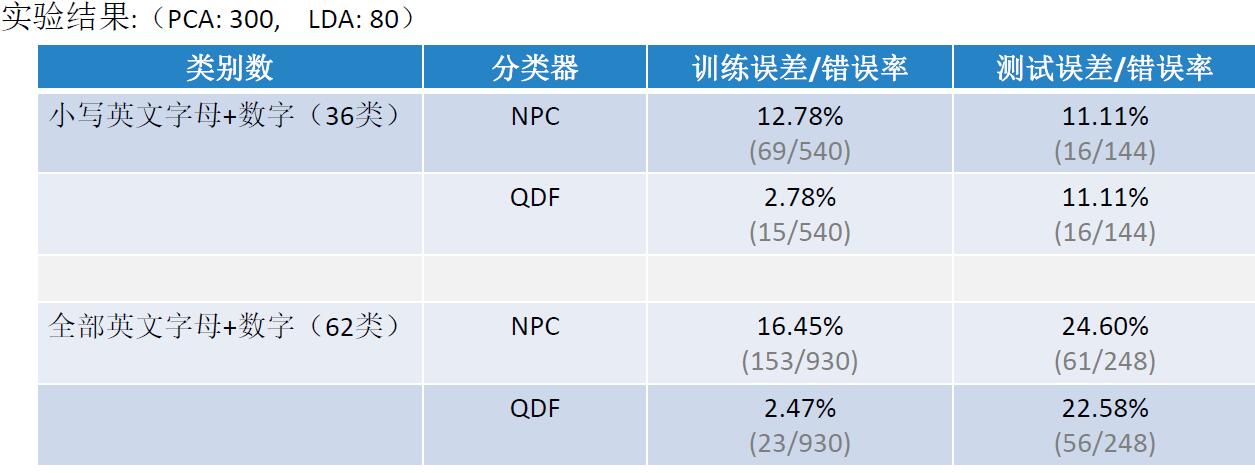 实验结果:（PCA: 300, LDA: 80）
类别数 分类器 训练误差/错误率 测试误差/错误率
小写英文字母+数字（36类） NPC 12.78% 11.11%
(69/540) (16/144)
QDF 2.78% 11.11%
(15/540) (16/144)
全部英文字母+数字（62类） NPC 16.45% 24.60%
(153/930) (61/248)
QDF 2.47% 22.58%
(23/930) (56/248)